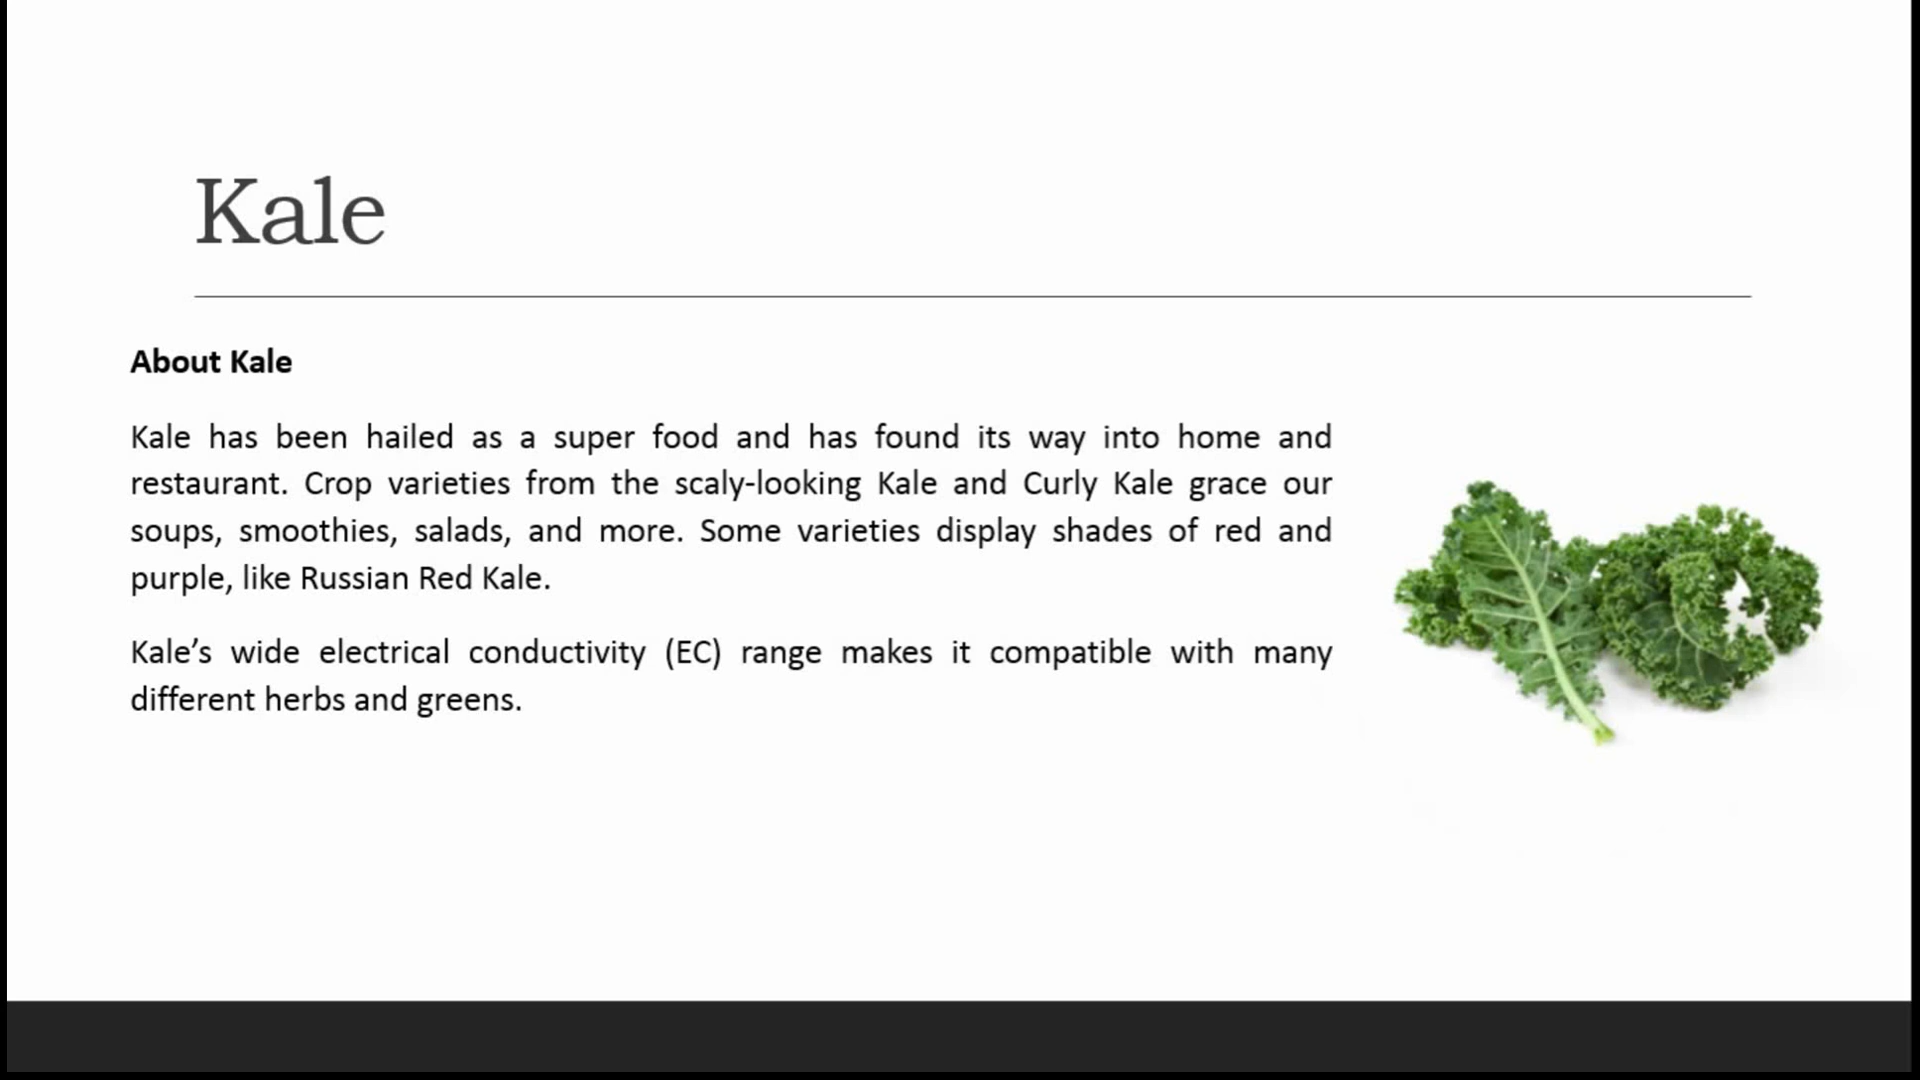 Kale
About Kale
Kale has been hailed as a super food and has found its way into home and
restaurant. Crop varieties from the scaly-looking Kale and Curly Kale grace our
soups, smoothies, salads, and more. Some varieties display shades of red and
purple, like Russian Red Kale.
Kale’s wide electrical conductivity (EC) range makes it compatible with many
different herbs and greens.